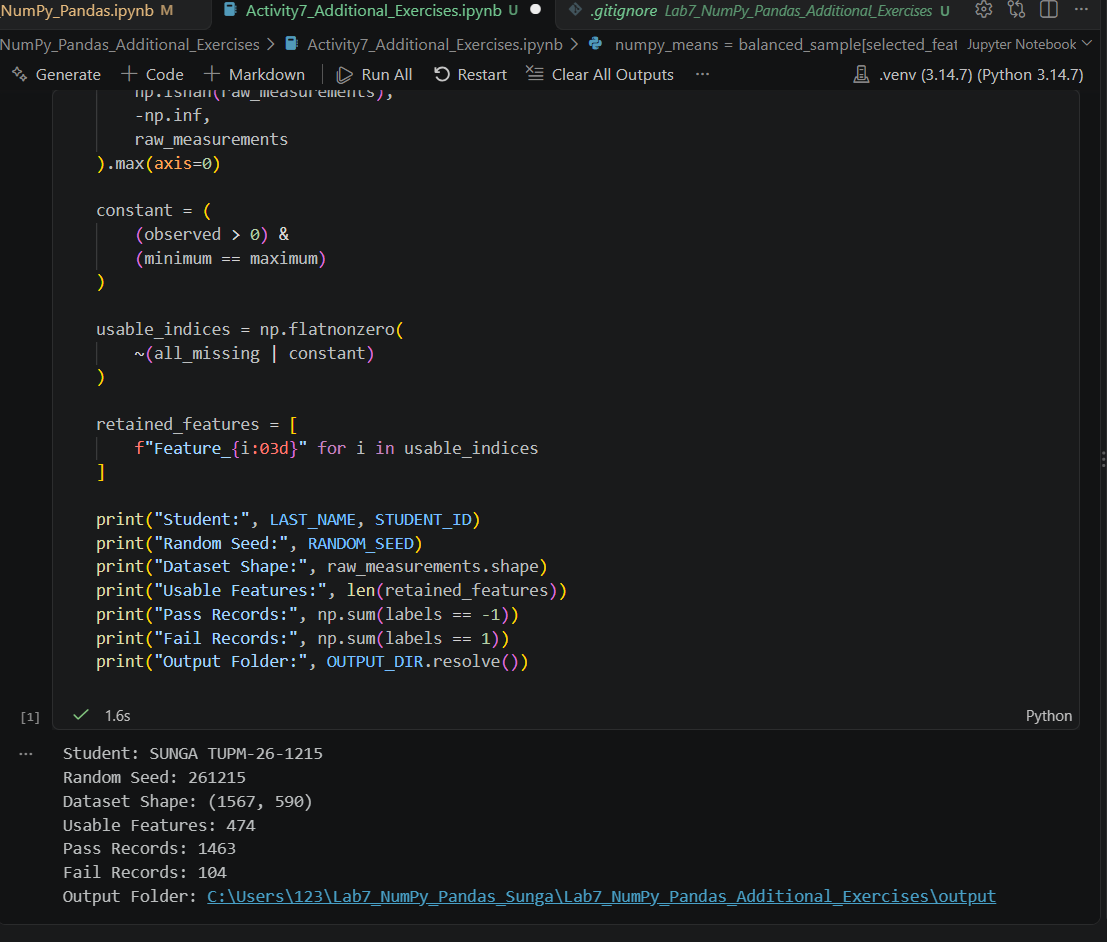 NumPy_Pandas.ipynb M Activity7_Additional_Exercises.ipynb U .gitignore Lab7_NumPy_Pandas_Additional_Exercises U ...
NumPy_Pandas_Additional_Exercises > Activity7_Additional_Exercises.ipynb > numpy_means = balanced_sample[selected_feat Jupyter Notebook
Generate + Code + Markdown | Run All Restart Clear All Outputs ... .venv (3.14.7) (Python 3.14.7)
np.isnan(raw_measurements),
-np.inf,
raw_measurements
).max(axis=0)
constant = (
(observed > 0) &
(minimum == maximum)
)
usable_indices = np.flatnonzero(
~(all_missing | constant)
)
retained_features = [
f"Feature_{i:03d}" for i in usable_indices
]
print("Student:", LAST_NAME, STUDENT_ID)
print("Random Seed:", RANDOM_SEED)
print("Dataset Shape:", raw_measurements.shape)
print("Usable Features:", len(retained_features))
print("Pass Records:", np.sum(labels == -1))
print("Fail Records:", np.sum(labels == 1))
print("Output Folder:", OUTPUT_DIR.resolve())
[1] 1.6s Python
... Student: SUNGA TUPM-26-1215
Random Seed: 261215
Dataset Shape: (1567, 590)
Usable Features: 474
Pass Records: 1463
Fail Records: 104
Output Folder: C:\Users\123\Lab7_NumPy_Pandas_Sunga\Lab7_NumPy_Pandas_Additional_Exercises\output